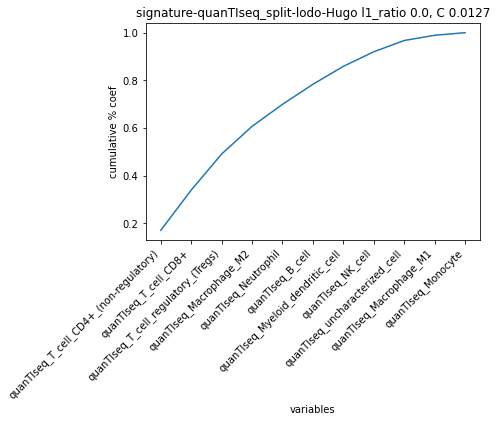 signature-quanTIseq_split-lodo-Hugo l1_ratio 0.0, C 0.0127
cumulative % coef
1.0
0.8
0.6
0.4
0.2
quanTIseq_T_cell_CD4+_(non-regulatory)
quanTIseq_T_cell_CD8+
quanTIseq_T_cell_regulatory_(Tregs)
quanTIseq_Macrophage_M2
quanTIseq_Neutrophil
quanTIseq_B_cell
quanTIseq_Myeloid_dendritic_cell
quanTIseq_NK_cell
quanTIseq_uncharacterized_cell
quanTIseq_Macrophage_M1
quanTIseq_Monocyte
variables